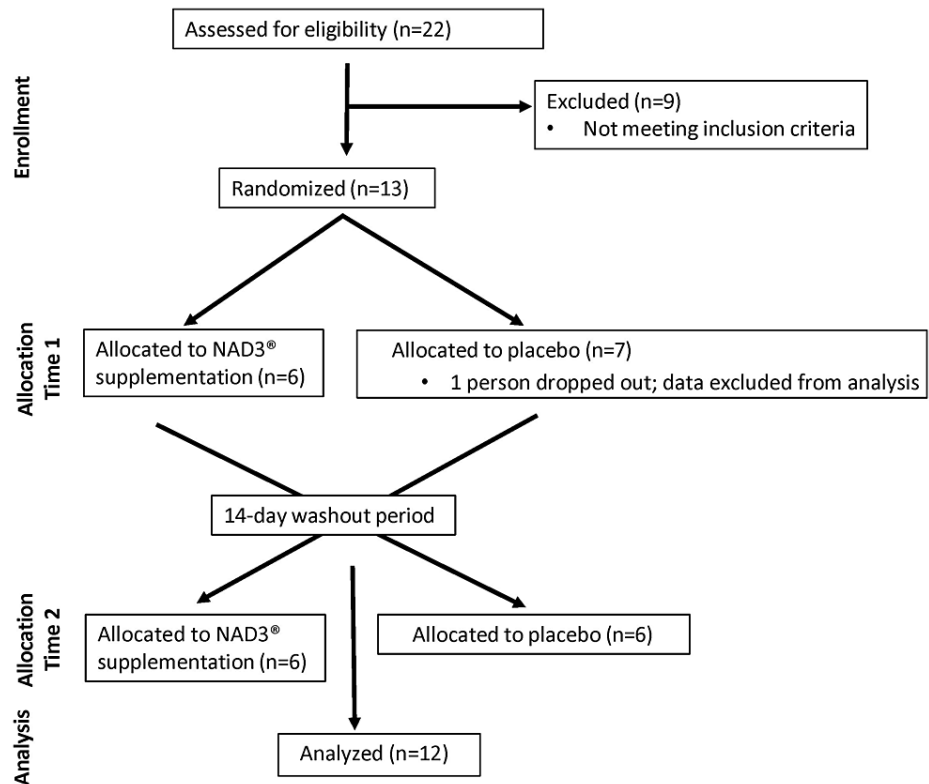 Assessed for eligibility (n=22)
Enrollment
Excluded (n=9)
• Not meeting inclusion criteria
Randomized (n=13)
Allocation
Time 1
Allocated to NAD3®
supplementation (n=6)
Allocated to placebo (n=7)
• 1 person dropped out; data excluded from analysis
14-day washout period
Allocation
Time 2
Allocated to NAD3®
supplementation (n=6)
Allocated to placebo (n=6)
Analysis
Analyzed (n=12)